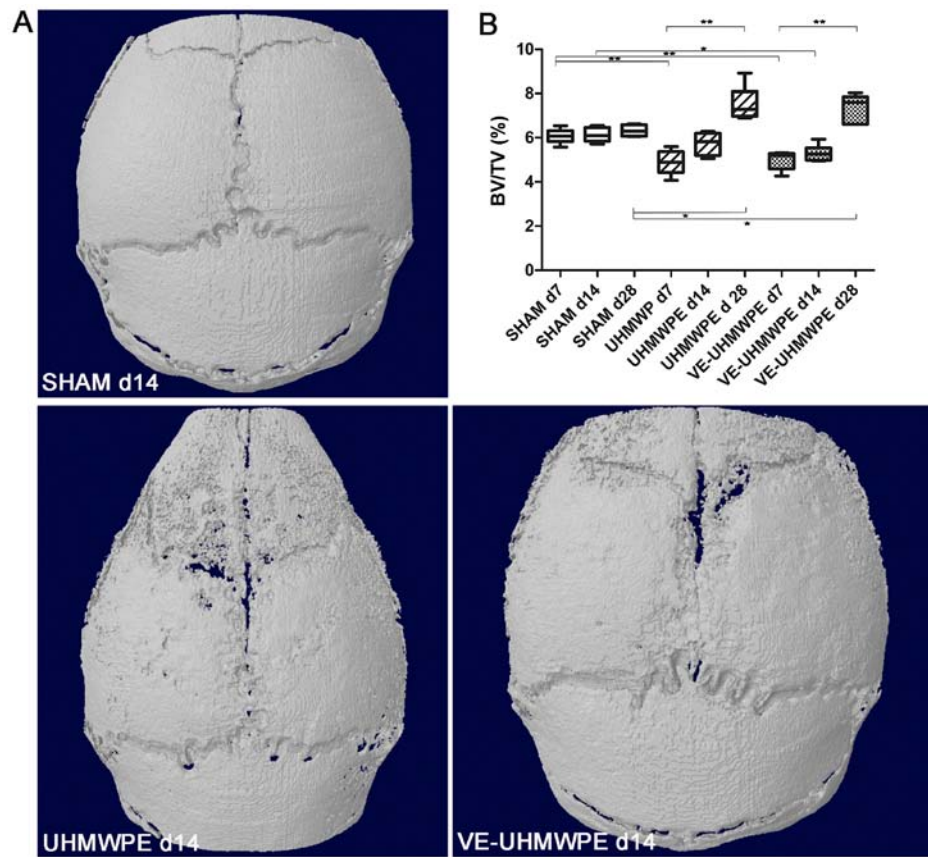 A
B
SHAM d14
** **
*
**
**
*
*
BV/TV (%)
10
8
6
4
2
0
SHAM d7
SHAM d14
SHAM d28
UHMWP d7
UHMWPE d14
UHMWPE d 28
VE-UHMWPE d7
VE-UHMWPE d14
VE-UHMWPE d28
UHMWPE d14
VE-UHMWPE d14